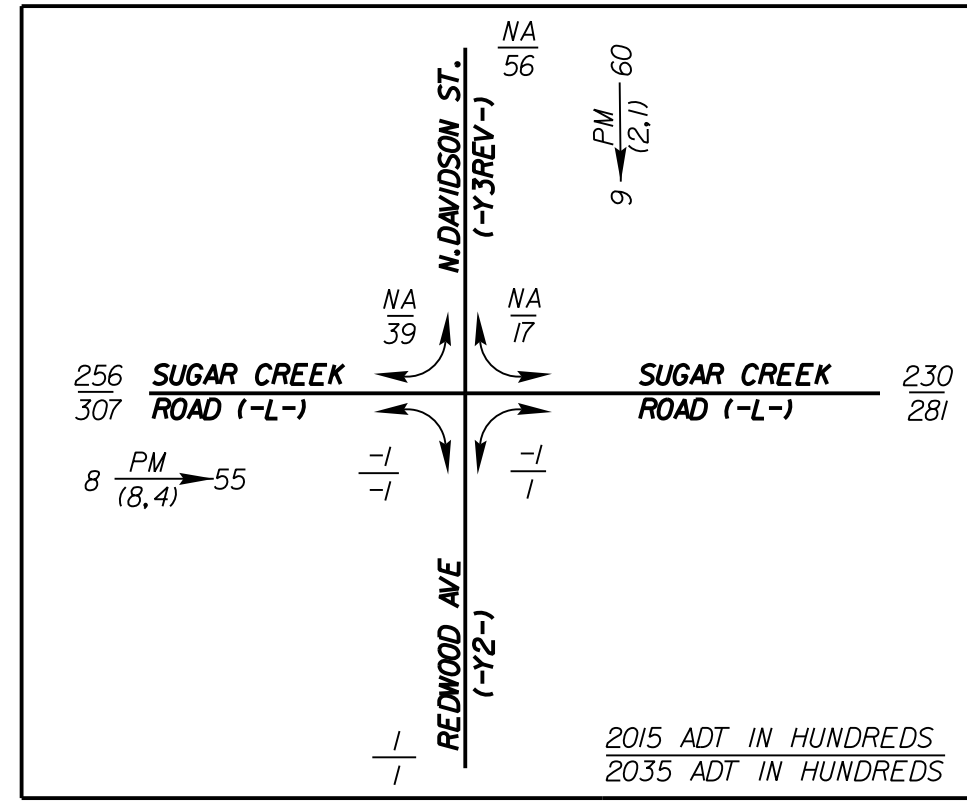 NA
56
N.DAVIDSON ST.
(-Y3REV-)
60
PM
(2,1)
9
NA
39
NA
17
256
307
SUGAR CREEK
ROAD (-L-)
SUGAR CREEK
ROAD (-L-)
230
281
8
PM
(8,4)
55
-1
-1
-1
1
REDWOOD AVE
(-Y2-)
1
1
2015 ADT IN HUNDREDS
2035 ADT IN HUNDREDS